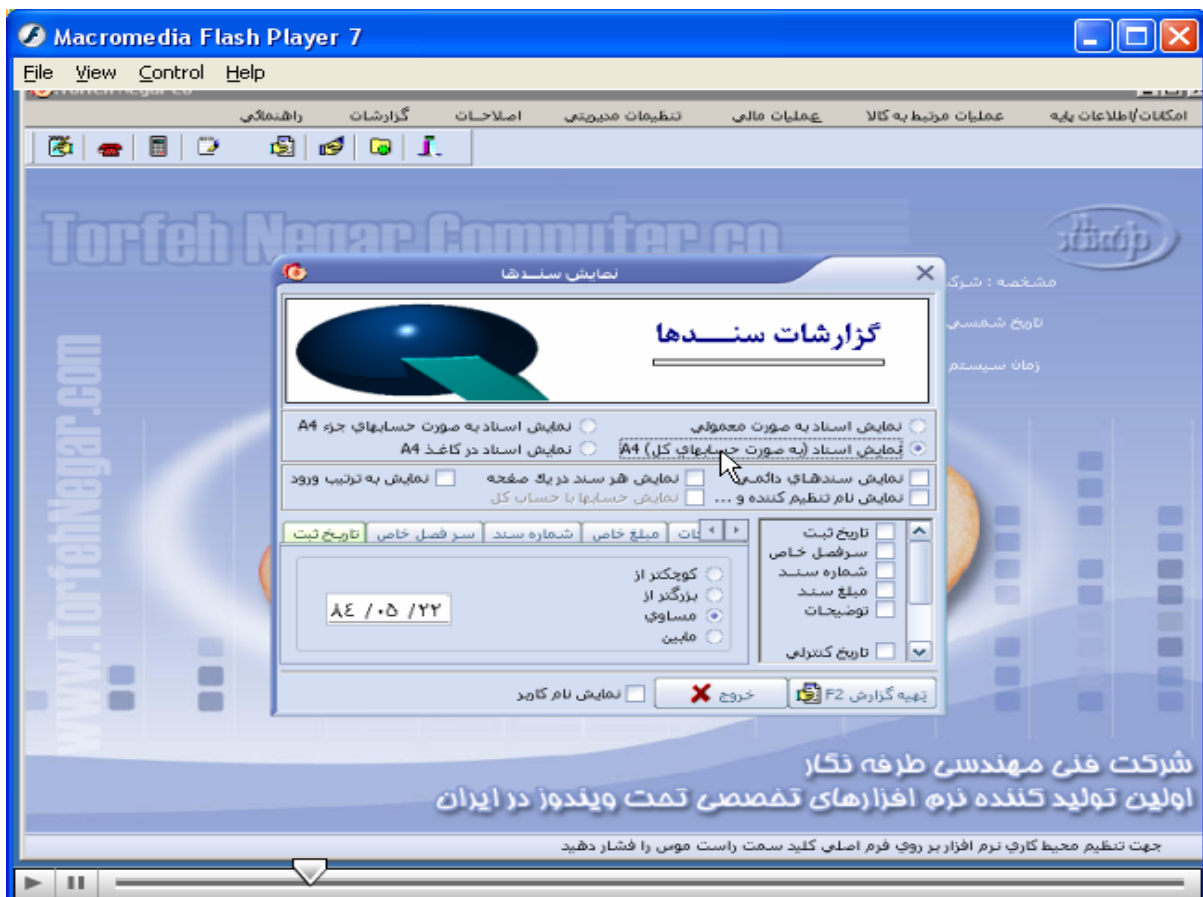 Macromedia Flash Player 7
File View Control Help
امکانات/اطلاعات پایه عملیات مرتبط به کالا عملیات مالی تنظیمات مدیریتی اصلاحات گزارشات راهنمائی
Torfeh Negar Computer co
نمایش سندها
مشخصه : شرک
تاریخ شمسی
زمان سیستم
گزارشات سندها
نمایش اسناد به صورت معمولی نمایش اسناد به صورت حسابهای جزء A4
نمایش اسناد (به صورت حسابهای کل) A4 نمایش اسناد در کاغذ A4
نمایش سندهای دائمی نمایش هر سند در یك صفحه نمایش به ترتیب ورود
نمایش نام تنظیم کننده و ... نمایش حسابها با حساب کل
تاریخ ثبت
سرفصل خاص
شماره سند
مبلغ سند
توضیحات
تاریخ کنترلی
مبلغ خاص شماره سند سر فصل خاص تاریخ ثبت
کوچکتر از
بزرگتر از
مساوی
مابین
٨٤ /٠٥ /٢٢
تهیه گزارش F2 خروج نمایش نام کاربر
www.TorfehNegar.com
شرکت فنی مهندسی طرفه نگار
اولین تولید کننده نرم افزارهای تخصصی تحت ویندوز در ایران
جهت تنظیم محیط کاری نرم افزار بر روی فرم اصلی کلید سمت راست موس را فشار دهید